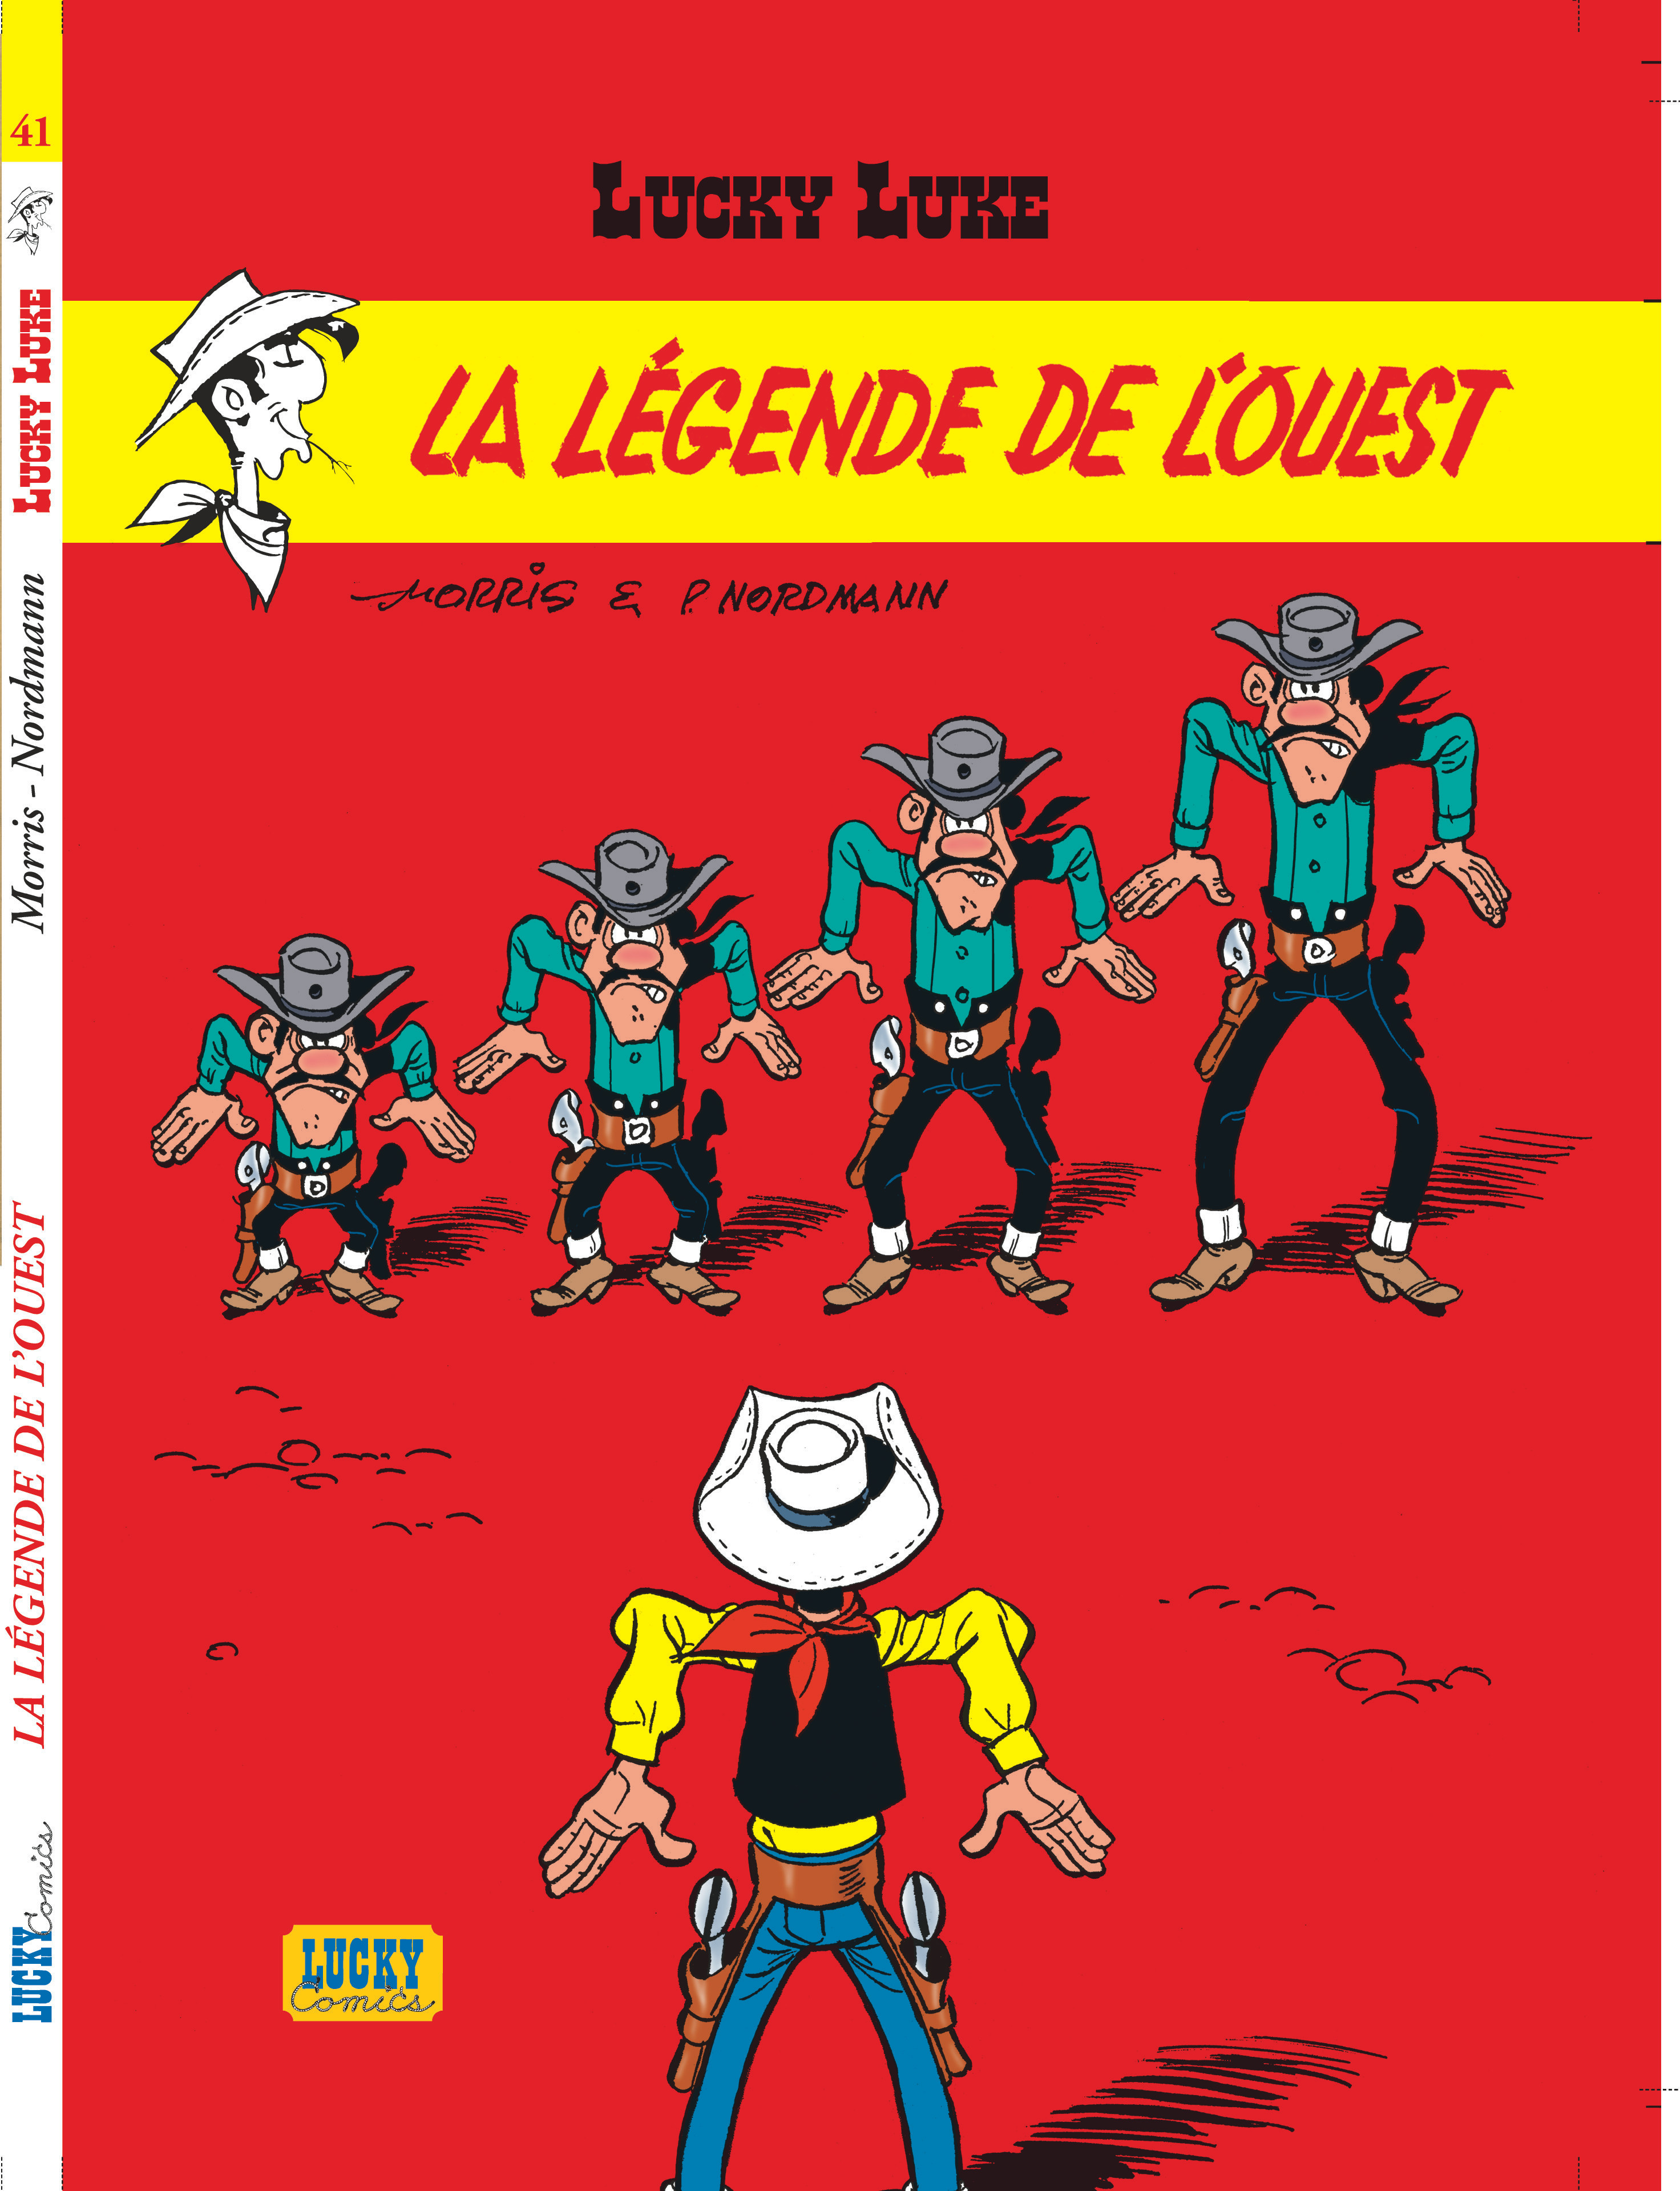 41
LUCKY LUKE
Morris - Nordmann
LA LÉGENDE DE L'OUEST
LUCKY Comics
LUCKY LUKE
LA LÉGENDE DE L'OUEST
MORRIS & P. NORDMANN
LUCKY
Comics